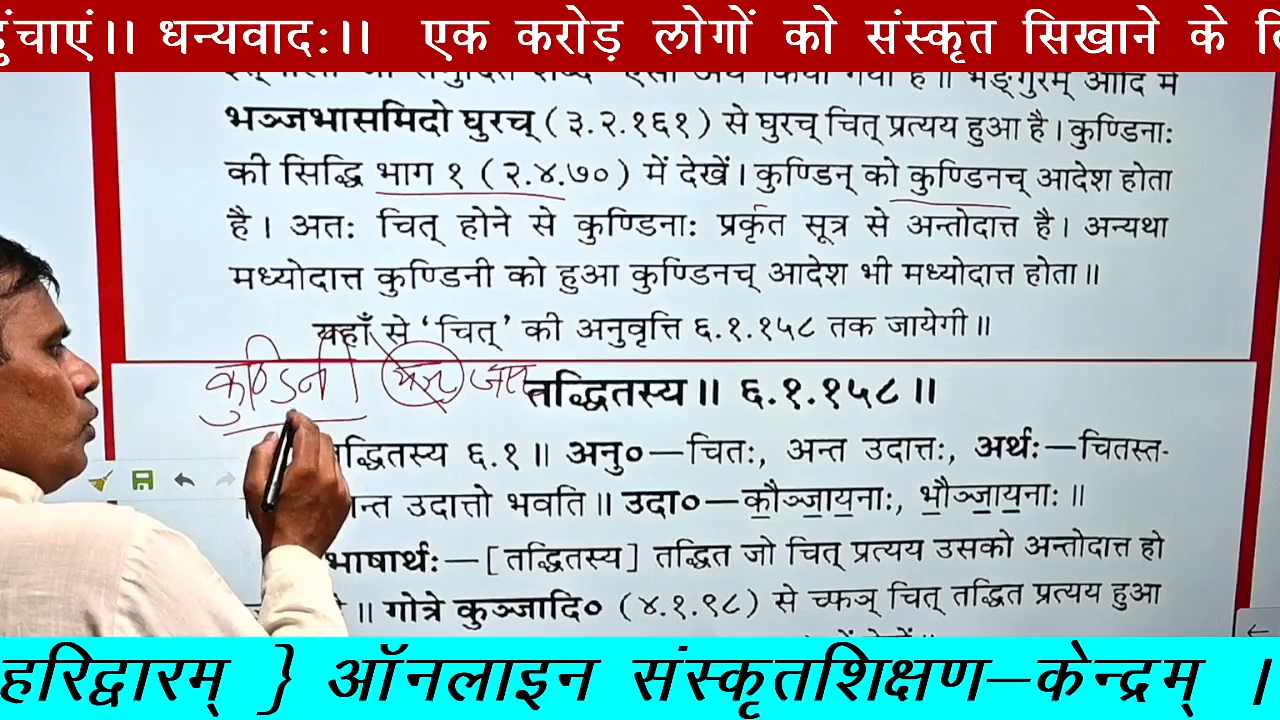 हुंचाएं।। धन्यवादः।। एक करोड़ लोगों को संस्कृत सिखाने के लि
भञ्जभासमिदो घुरच् (३.२.१६१) से घुरच् चित् प्रत्यय हुआ है। कुण्डिनाः
की सिद्धि भाग १ (२.४.७०) में देखें। कुण्डिन् को कुण्डिनच् आदेश होता
है। अतः चित् होने से कुण्डिनाः प्रकृत सूत्र से अन्तोदात्त है। अन्यथा
मध्योदात्त कुण्डिनी को हुआ कुण्डिनच् आदेश भी मध्योदात्त होता॥
यहाँ से 'चित्' की अनुवृत्ति ६.१.१५८ तक जायेगी॥
कुण्डिनी
तद्धितस्य॥ ६.१.१५८॥
तद्धितस्य ६.१॥ अनु०—चितः, अन्त उदात्तः, अर्थः—चितस्त-
न्त उदात्तो भवति॥ उदा०—कौ॒ञ्जा॒य॒नाः, भौ॒ञ्जा॒य॒नाः॥
भाषार्थः—[तद्धितस्य] तद्धित जो चित् प्रत्यय उसको अन्तोदात्त हो
॥ गोत्रे कुञ्जादि० (४.१.९८) से च्फञ् चित् तद्धित प्रत्यय हुआ
हरिद्वारम् } ऑनलाइन संस्कृतशिक्षण–केन्द्रम् ।